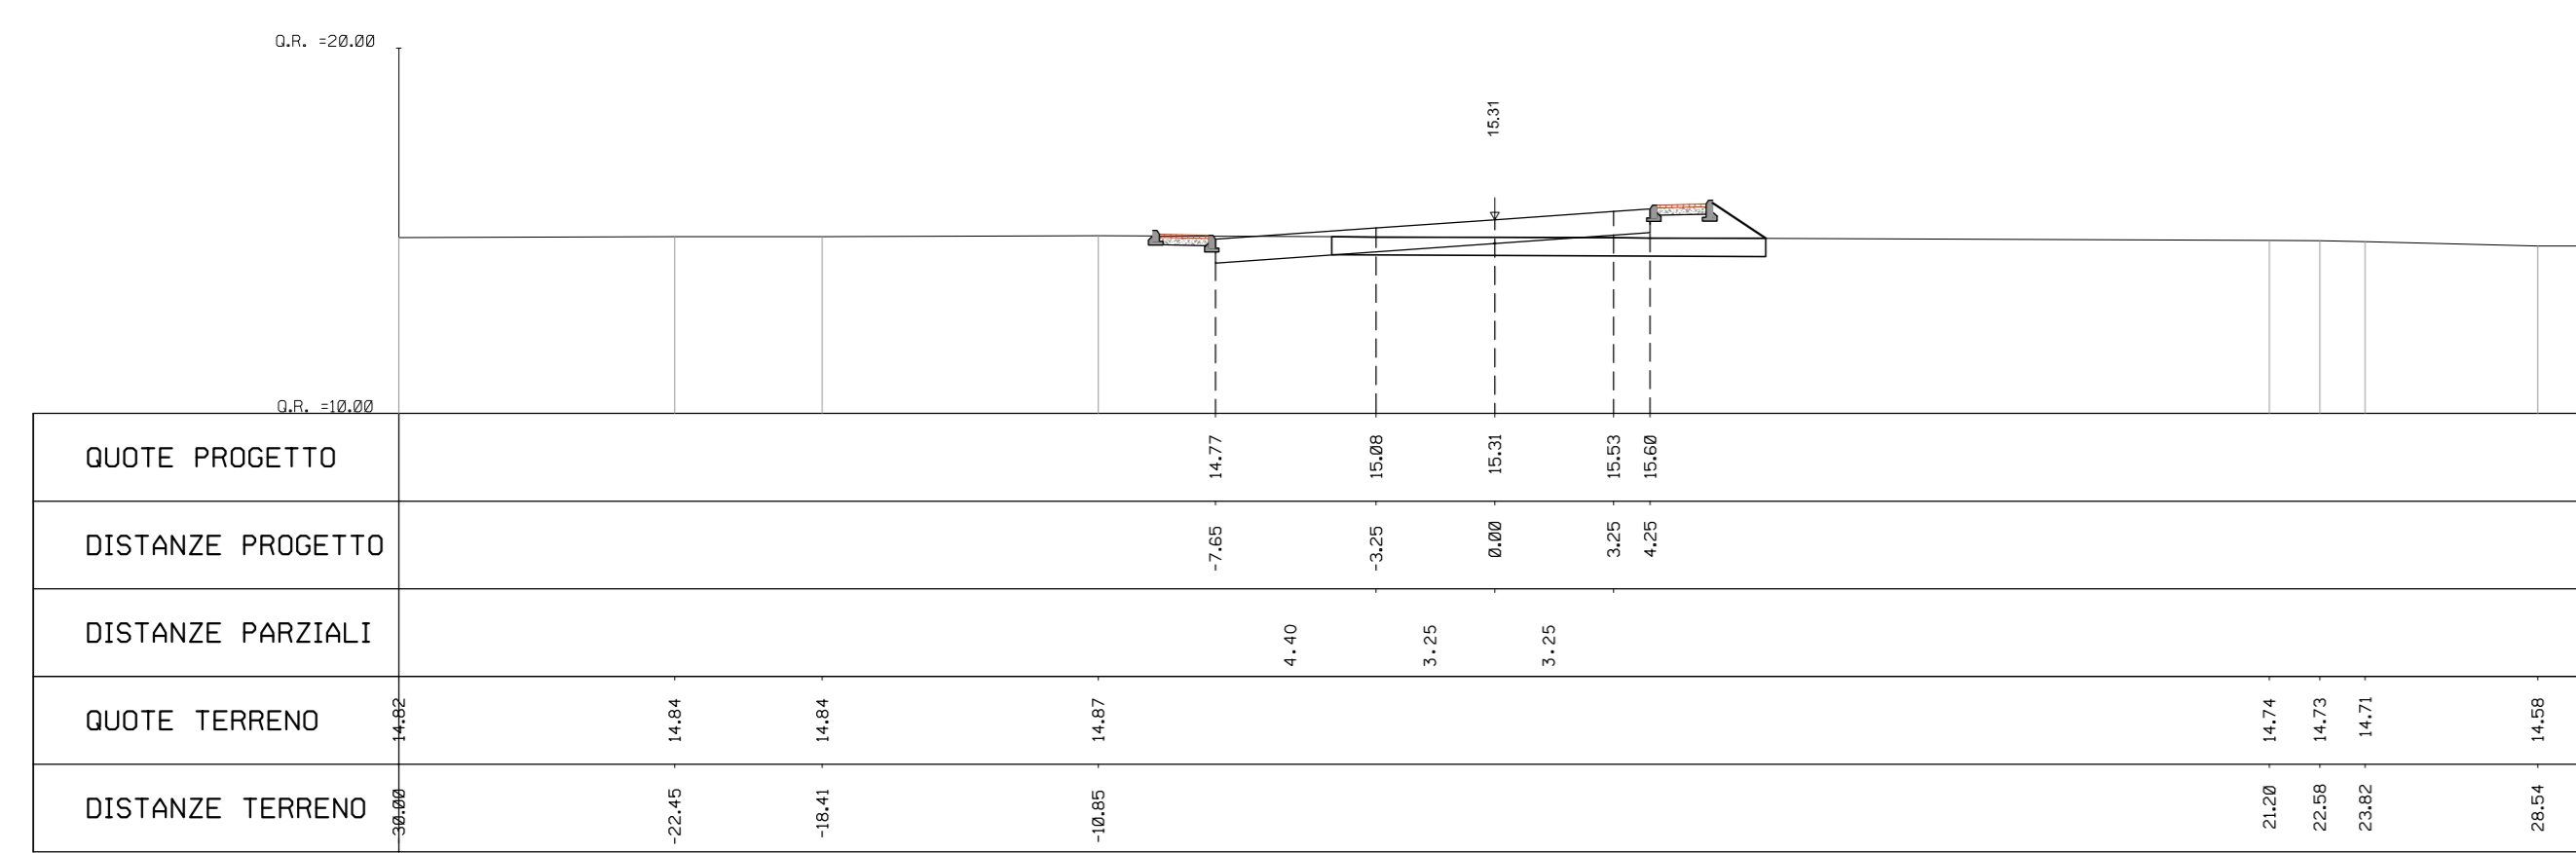 Q.R. =20.00
15.31
Q.R. =10.00
QUOTE PROGETTO 14.77 15.08 15.31 15.53 15.60
DISTANZE PROGETTO -7.65 -3.25 0.00 3.25 4.25
DISTANZE PARZIALI 4.40 3.25 3.25
QUOTE TERRENO 14.82 14.84 14.84 14.87 14.74 14.73 14.71 14.58
DISTANZE TERRENO 30.00 -22.45 -18.41 -10.85 21.20 22.58 23.82 28.54